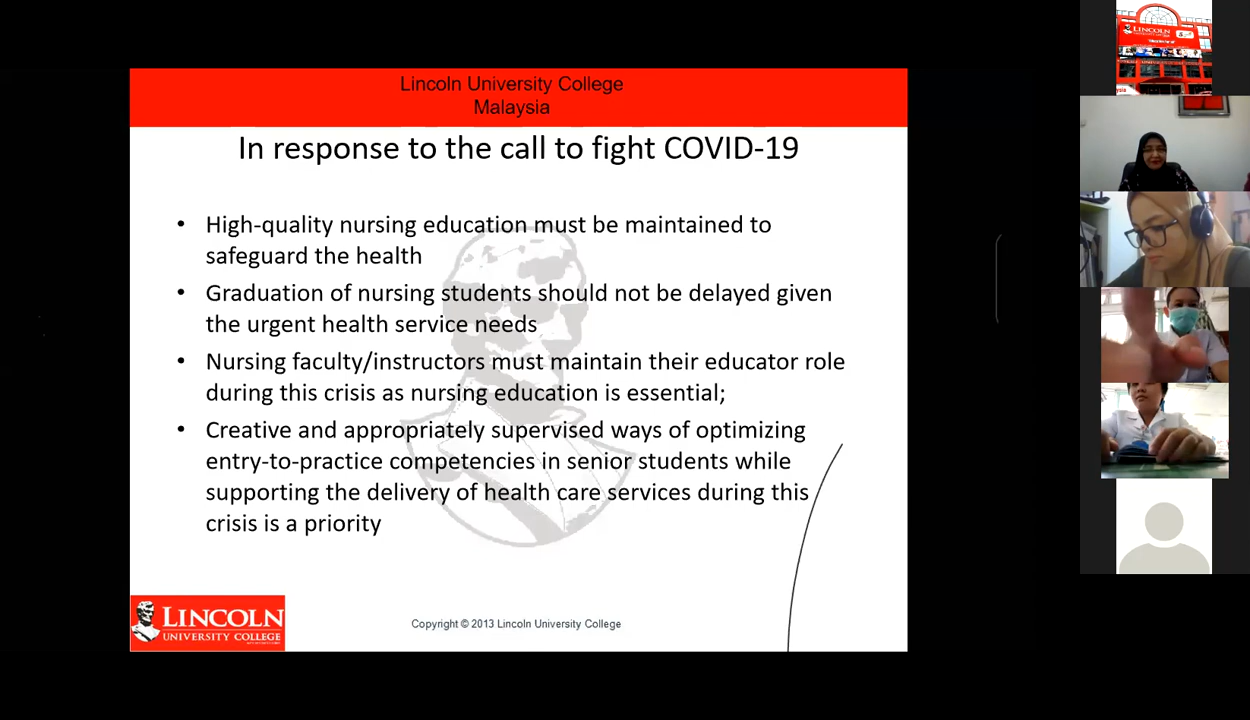 Lincoln University College
Malaysia
In response to the call to fight COVID-19
• High-quality nursing education must be maintained to
safeguard the health
• Graduation of nursing students should not be delayed given
the urgent health service needs
• Nursing faculty/instructors must maintain their educator role
during this crisis as nursing education is essential;
• Creative and appropriately supervised ways of optimizing
entry-to-practice competencies in senior students while
supporting the delivery of health care services during this
crisis is a priority
LINCOLN
UNIVERSITY COLLEGE
Copyright © 2013 Lincoln University College
LINCOLN